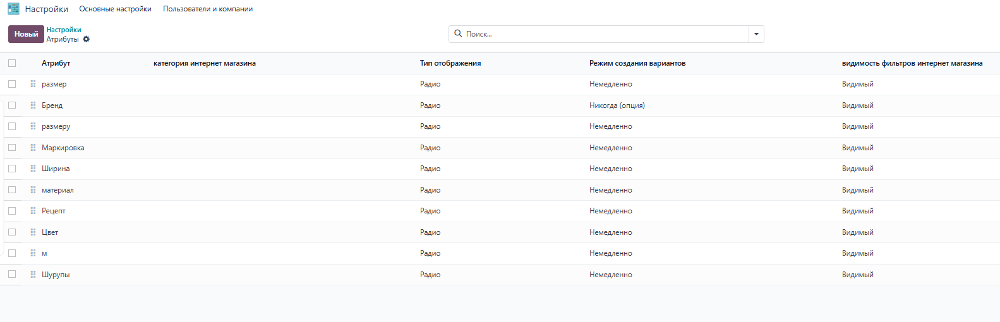 Настройки Основные настройки Пользователи и компании
Новый Настройки
Атрибуты
Поиск...
Атрибут категория интернет магазина Тип отображения Режим создания вариантов видимость фильтров интернет магазина
размер Радио Немедленно Видимый
Бренд Радио Никогда (опция) Видимый
размеру Радио Немедленно Видимый
Маркировка Радио Немедленно Видимый
Ширина Радио Немедленно Видимый
материал Радио Немедленно Видимый
Рецепт Радио Немедленно Видимый
Цвет Радио Немедленно Видимый
м Радио Немедленно Видимый
Шурупы Радио Немедленно Видимый